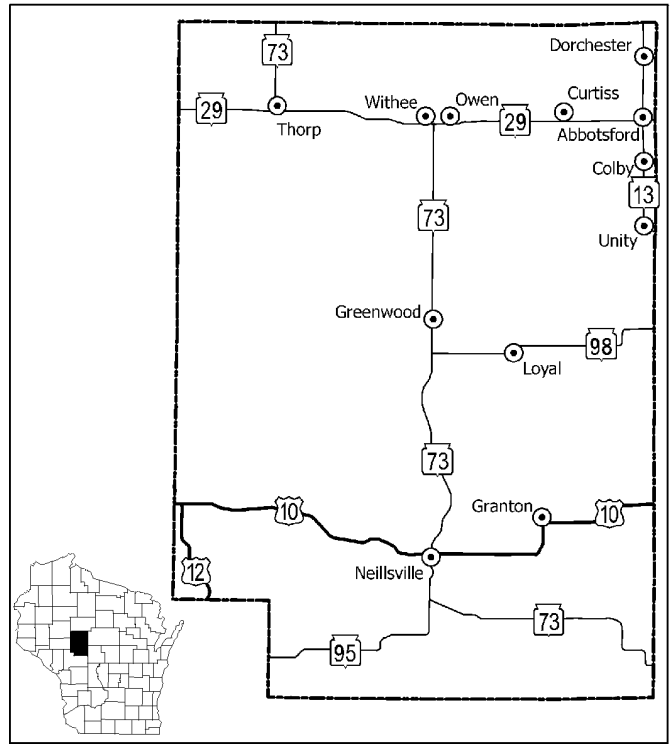 Dorchester
73
Curtiss
Withee
Owen
29
29
Thorp
Abbotsford
Colby
13
73
Unity
Greenwood
98
Loyal
73
Granton
10
10
12
Neillsville
73
95